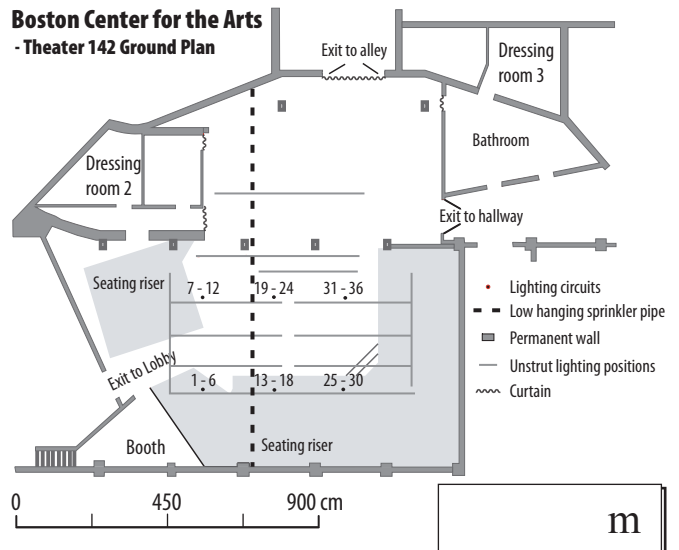 Boston Center for the Arts
- Theater 142 Ground Plan
Exit to alley
Dressing
room 3
Bathroom
Dressing
room 2
Exit to hallway
Seating riser
7 - 12
19 - 24
31 - 36
Lighting circuits
Low hanging sprinkler pipe
Permanent wall
Unstrut lighting positions
Curtain
Exit to Lobby
1 - 6
13 - 18
25 - 30
Booth
Seating riser
0
450
900 cm
m